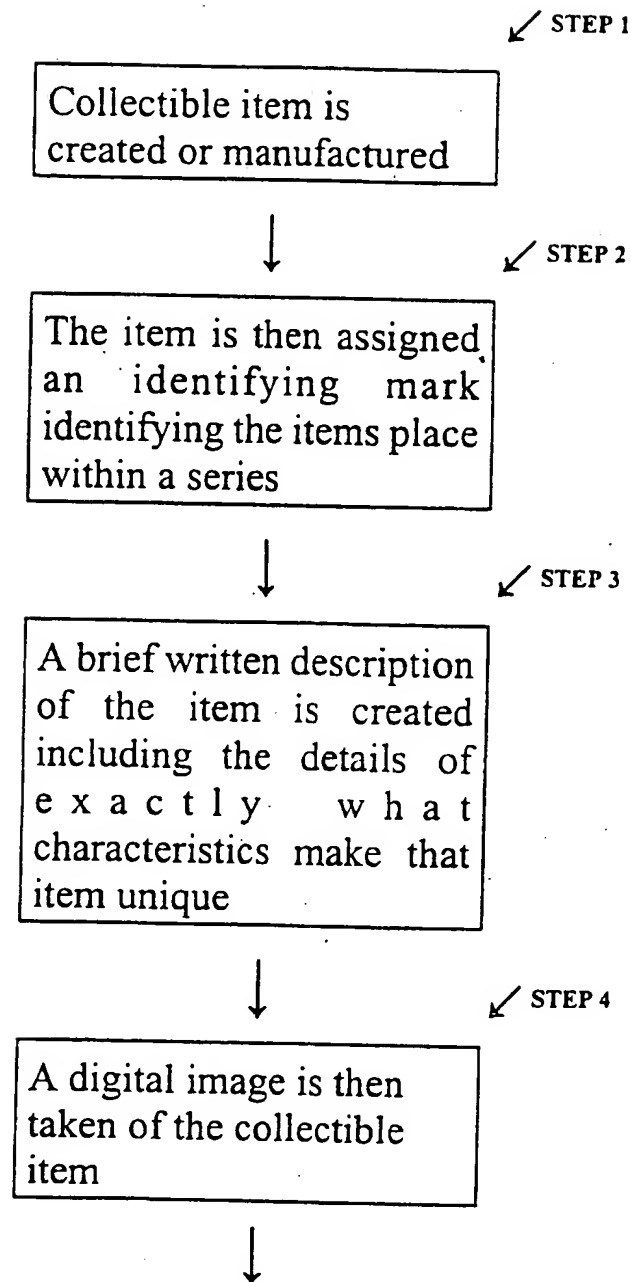 STEP 1
Collectible item is
created or manufactured
STEP 2
The item is then assigned
an identifying mark
identifying the items place
within a series
STEP 3
A brief written description
of the item is created
including the details of
exactly what
characteristics make that
item unique
STEP 4
A digital image is then
taken of the collectible
item